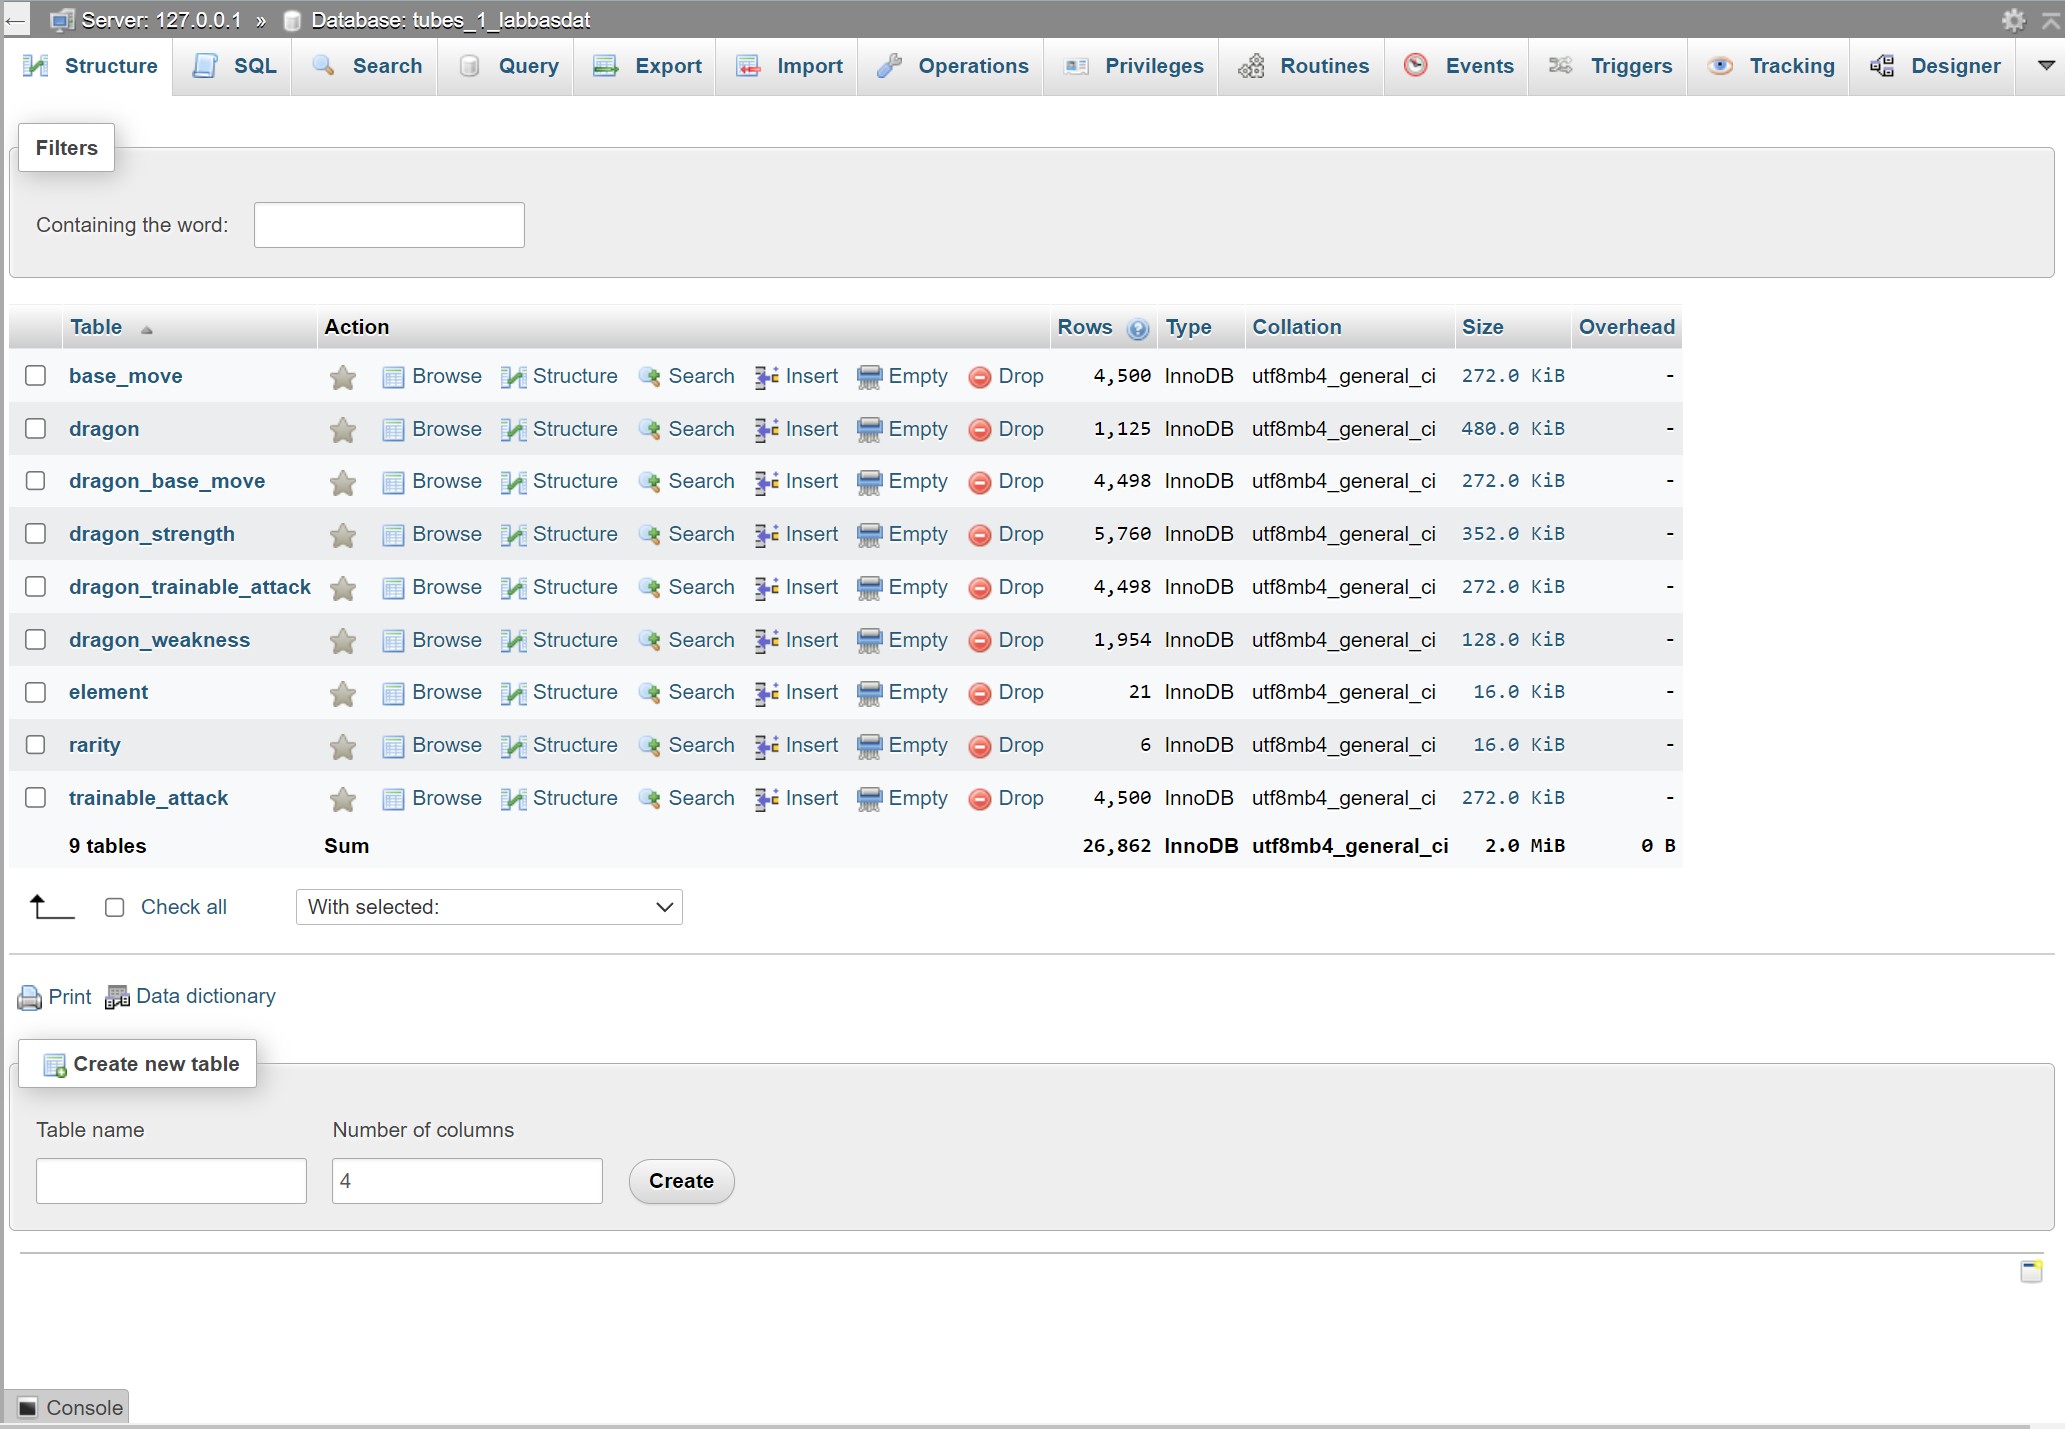 Server: 127.0.0.1 » Database: tubes_1_labbasdat
Structure SQL Search Query Export Import Operations Privileges Routines Events Triggers Tracking Designer
Filters
Containing the word:
Table Action Rows Type Collation Size Overhead
base_move Browse Structure Search Insert Empty Drop 4,500 InnoDB utf8mb4_general_ci 272.0 KiB -
dragon Browse Structure Search Insert Empty Drop 1,125 InnoDB utf8mb4_general_ci 480.0 KiB -
dragon_base_move Browse Structure Search Insert Empty Drop 4,498 InnoDB utf8mb4_general_ci 272.0 KiB -
dragon_strength Browse Structure Search Insert Empty Drop 5,760 InnoDB utf8mb4_general_ci 352.0 KiB -
dragon_trainable_attack Browse Structure Search Insert Empty Drop 4,498 InnoDB utf8mb4_general_ci 272.0 KiB -
dragon_weakness Browse Structure Search Insert Empty Drop 1,954 InnoDB utf8mb4_general_ci 128.0 KiB -
element Browse Structure Search Insert Empty Drop 21 InnoDB utf8mb4_general_ci 16.0 KiB -
rarity Browse Structure Search Insert Empty Drop 6 InnoDB utf8mb4_general_ci 16.0 KiB -
trainable_attack Browse Structure Search Insert Empty Drop 4,500 InnoDB utf8mb4_general_ci 272.0 KiB -
9 tables Sum 26,862 InnoDB utf8mb4_general_ci 2.0 MiB 0 B
Check all With selected:
Print Data dictionary
Create new table
Table name Number of columns
4 Create
Console